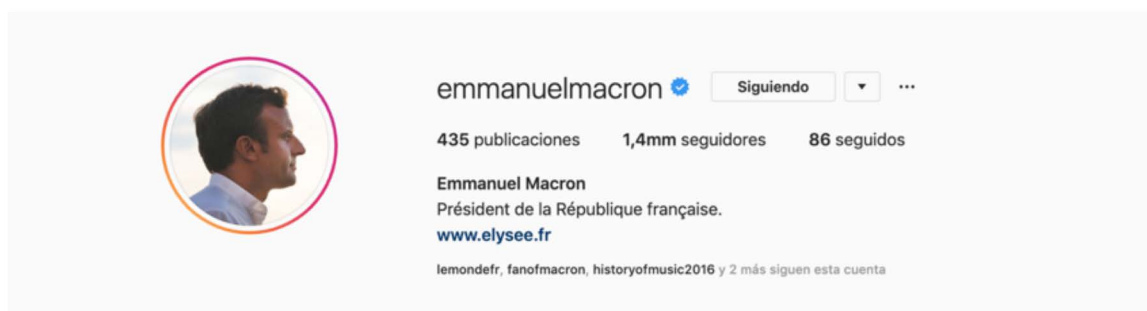 emmanuelmacron Siguiendo
435 publicaciones 1,4mm seguidores 86 seguidos
Emmanuel Macron
Président de la République française.
www.elysee.fr
lemondefr, fanofmacron, historyofmusic2016 y 2 más siguen esta cuenta